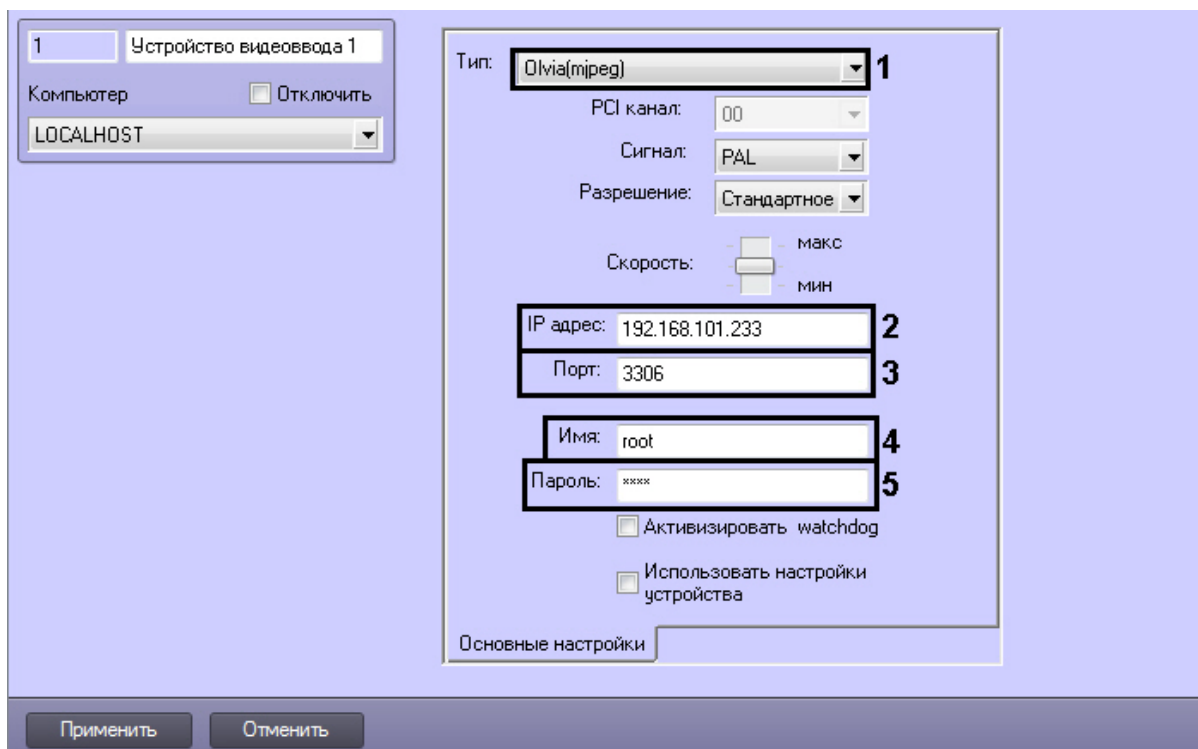 1 Устройство видеоввода 1
Компьютер Отключить
LOCALHOST
Тип: Olvia(mjpeg) 1
PCI канал: 00
Сигнал: PAL
Разрешение: Стандартное
Скорость: макс
мин
IP адрес: 192.168.101.233 2
Порт: 3306 3
Имя: root 4
Пароль: **** 5
Активизировать watchdog
Использовать настройки
устройства
Основные настройки
Применить Отменить